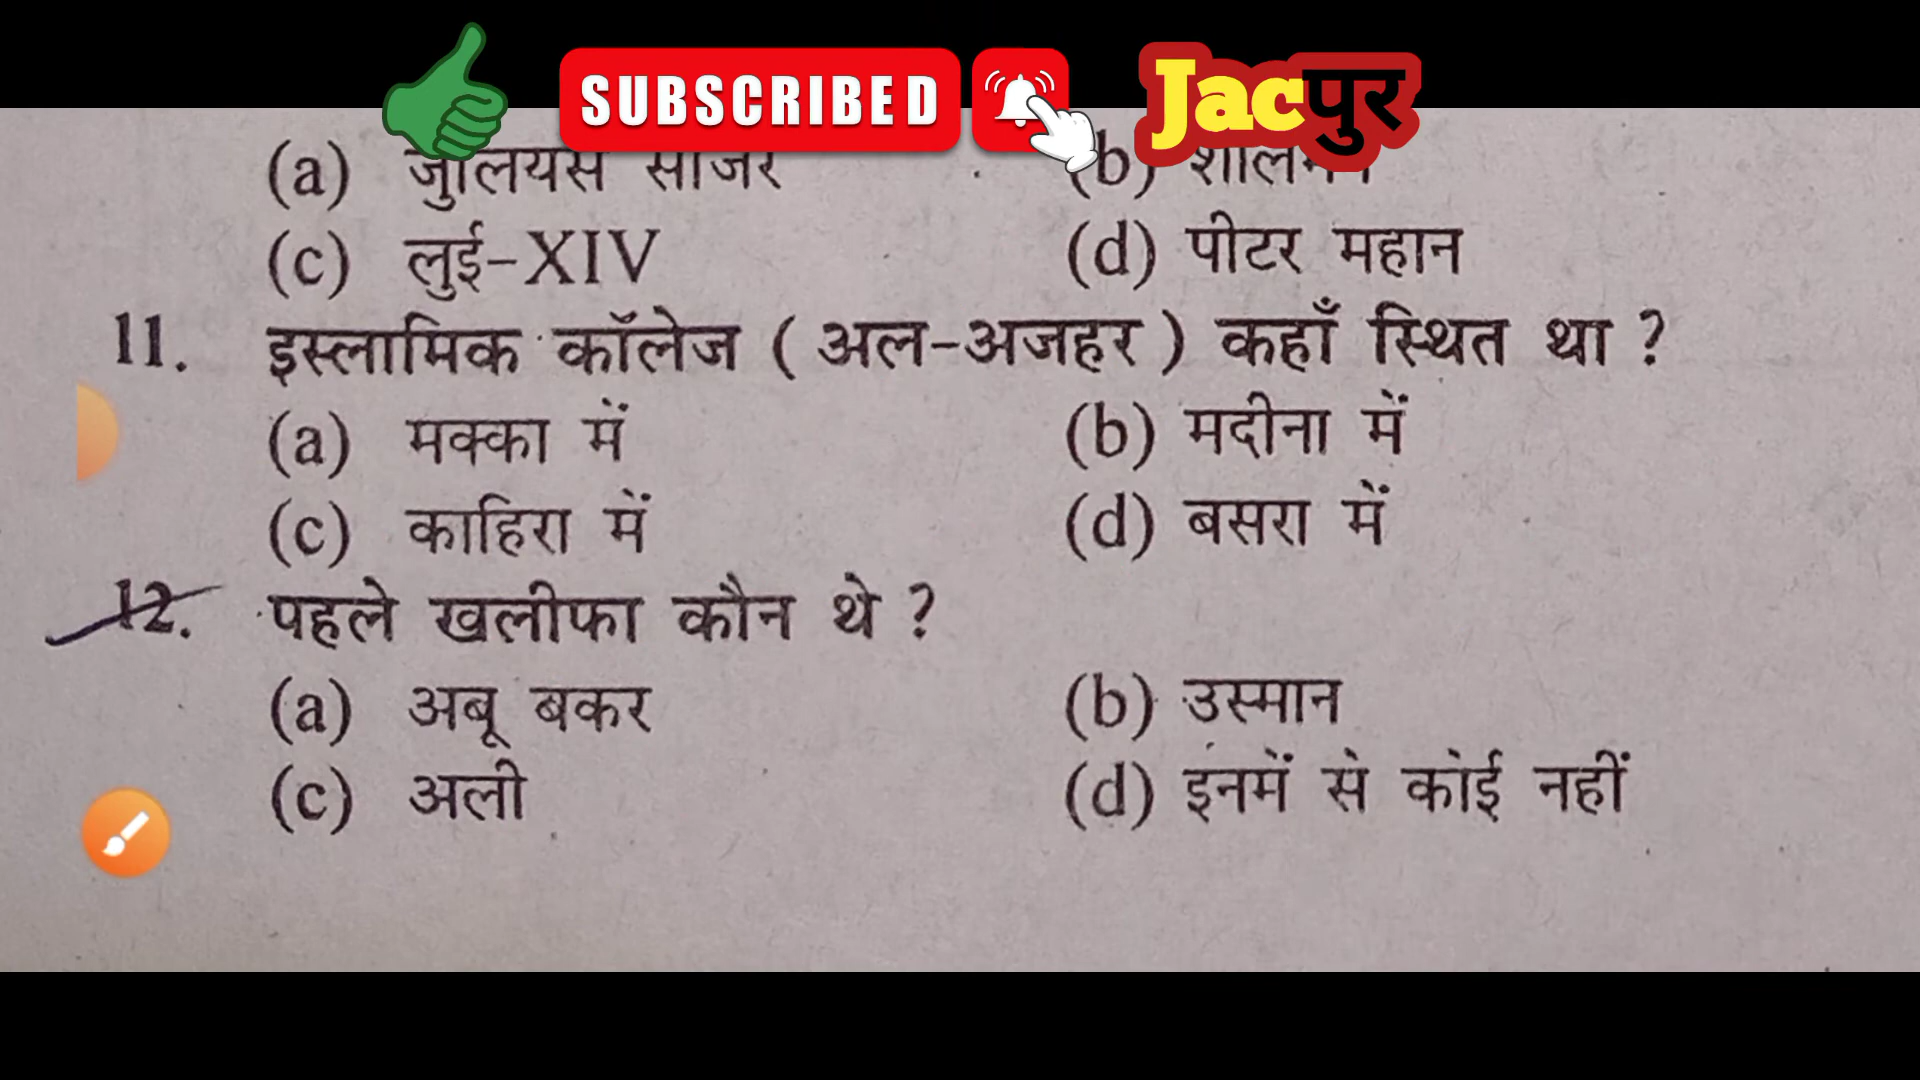 SUBSCRIBED Jacपुर
(a) जुलियस सीजर (b)
(c) लुई-XIV (d) पीटर महान
11. इस्लामिक कॉलेज ( अल-अजहर ) कहाँ स्थित था ?
(a) मक्का में (b) मदीना में
(c) काहिरा में (d) बसरा में
12. पहले खलीफा कौन थे ?
(a) अबू बकर (b) उस्मान
(c) अली (d) इनमें से कोई नहीं